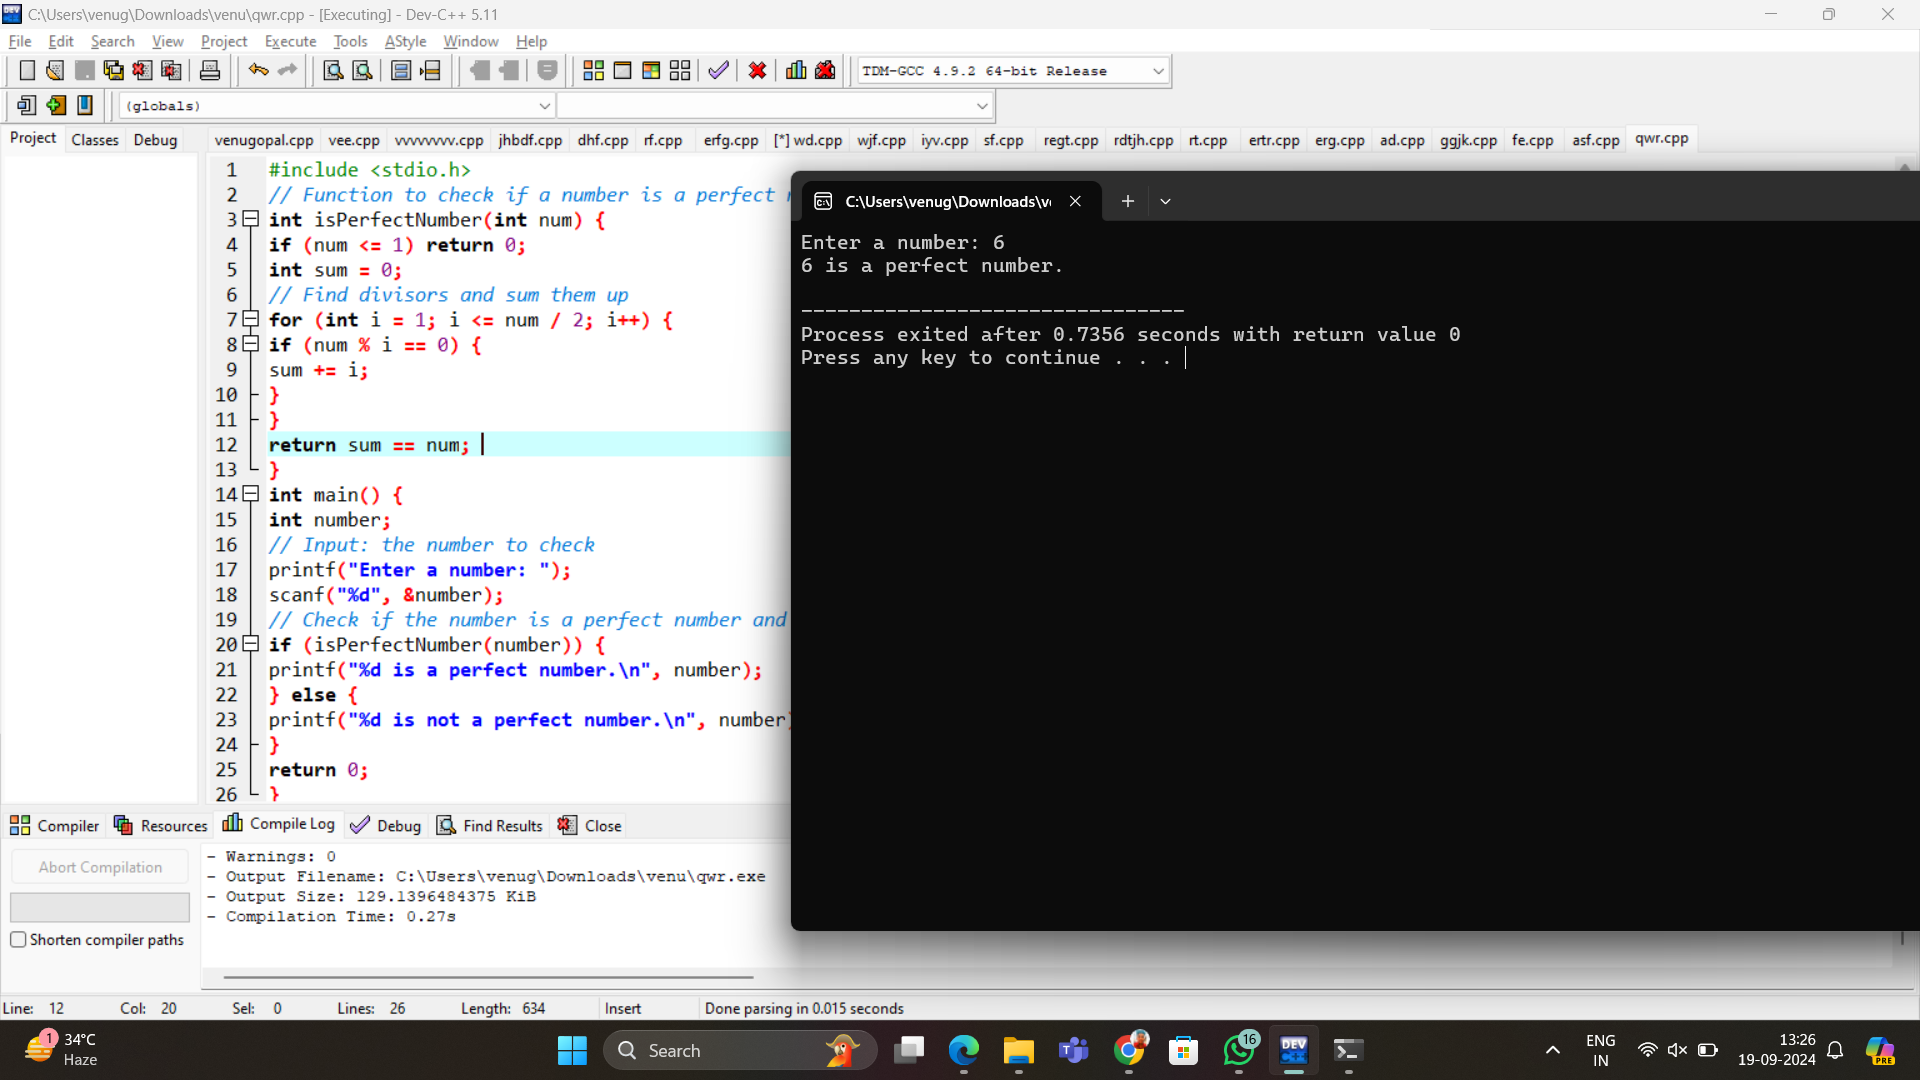 C:\Users\venug\Downloads\venu\qwr.cpp - [Executing] - Dev-C++ 5.11
File Edit Search View Project Execute Tools AStyle Window Help
TDM-GCC 4.9.2 64-bit Release
(globals)
Project Classes Debug
venugopal.cpp vee.cpp vvvvvvvv.cpp jhbdf.cpp dhf.cpp rf.cpp erfg.cpp [*] wd.cpp wjf.cpp iyv.cpp sf.cpp regt.cpp rdtjh.cpp rt.cpp ertr.cpp erg.cpp ad.cpp ggjk.cpp fe.cpp asf.cpp qwr.cpp
1 #include <stdio.h>
2 // Function to check if a number is a perfect
3 int isPerfectNumber(int num) {
4 if (num <= 1) return 0;
5 int sum = 0;
6 // Find divisors and sum them up
7 for (int i = 1; i <= num / 2; i++) {
8 if (num % i == 0) {
9 sum += i;
10 }
11 }
12 return sum == num;
13 }
14 int main() {
15 int number;
16 // Input: the number to check
17 printf("Enter a number: ");
18 scanf("%d", &number);
19 // Check if the number is a perfect number and
20 if (isPerfectNumber(number)) {
21 printf("%d is a perfect number.\n", number);
22 } else {
23 printf("%d is not a perfect number.\n", number)
24 }
25 return 0;
26 }
C:\Users\venug\Downloads\v
Enter a number: 6
6 is a perfect number.
--------------------------------
Process exited after 0.7356 seconds with return value 0
Press any key to continue . . .
Compiler Resources Compile Log Debug Find Results Close
Abort Compilation
Shorten compiler paths
- Warnings: 0
- Output Filename: C:\Users\venug\Downloads\venu\qwr.exe
- Output Size: 129.1396484375 KiB
- Compilation Time: 0.27s
Line: 12 Col: 20 Sel: 0 Lines: 26 Length: 634 Insert Done parsing in 0.015 seconds
1
34°C
Haze
Search
16
DEV
C++
ENG
IN
13:26
19-09-2024
PRE